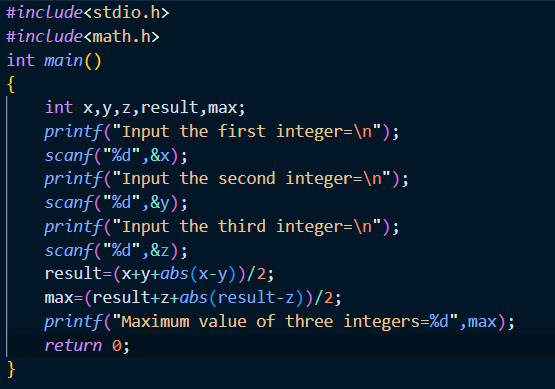 #include<stdio.h>
#include<math.h>
int main()
{
    int x,y,z,result,max;
    printf("Input the first integer=\n");
    scanf("%d",&x);
    printf("Input the second integer=\n");
    scanf("%d",&y);
    printf("Input the third integer=\n");
    scanf("%d",&z);
    result=(x+y+abs(x-y))/2;
    max=(result+z+abs(result-z))/2;
    printf("Maximum value of three integers=%d",max);
    return 0;
}